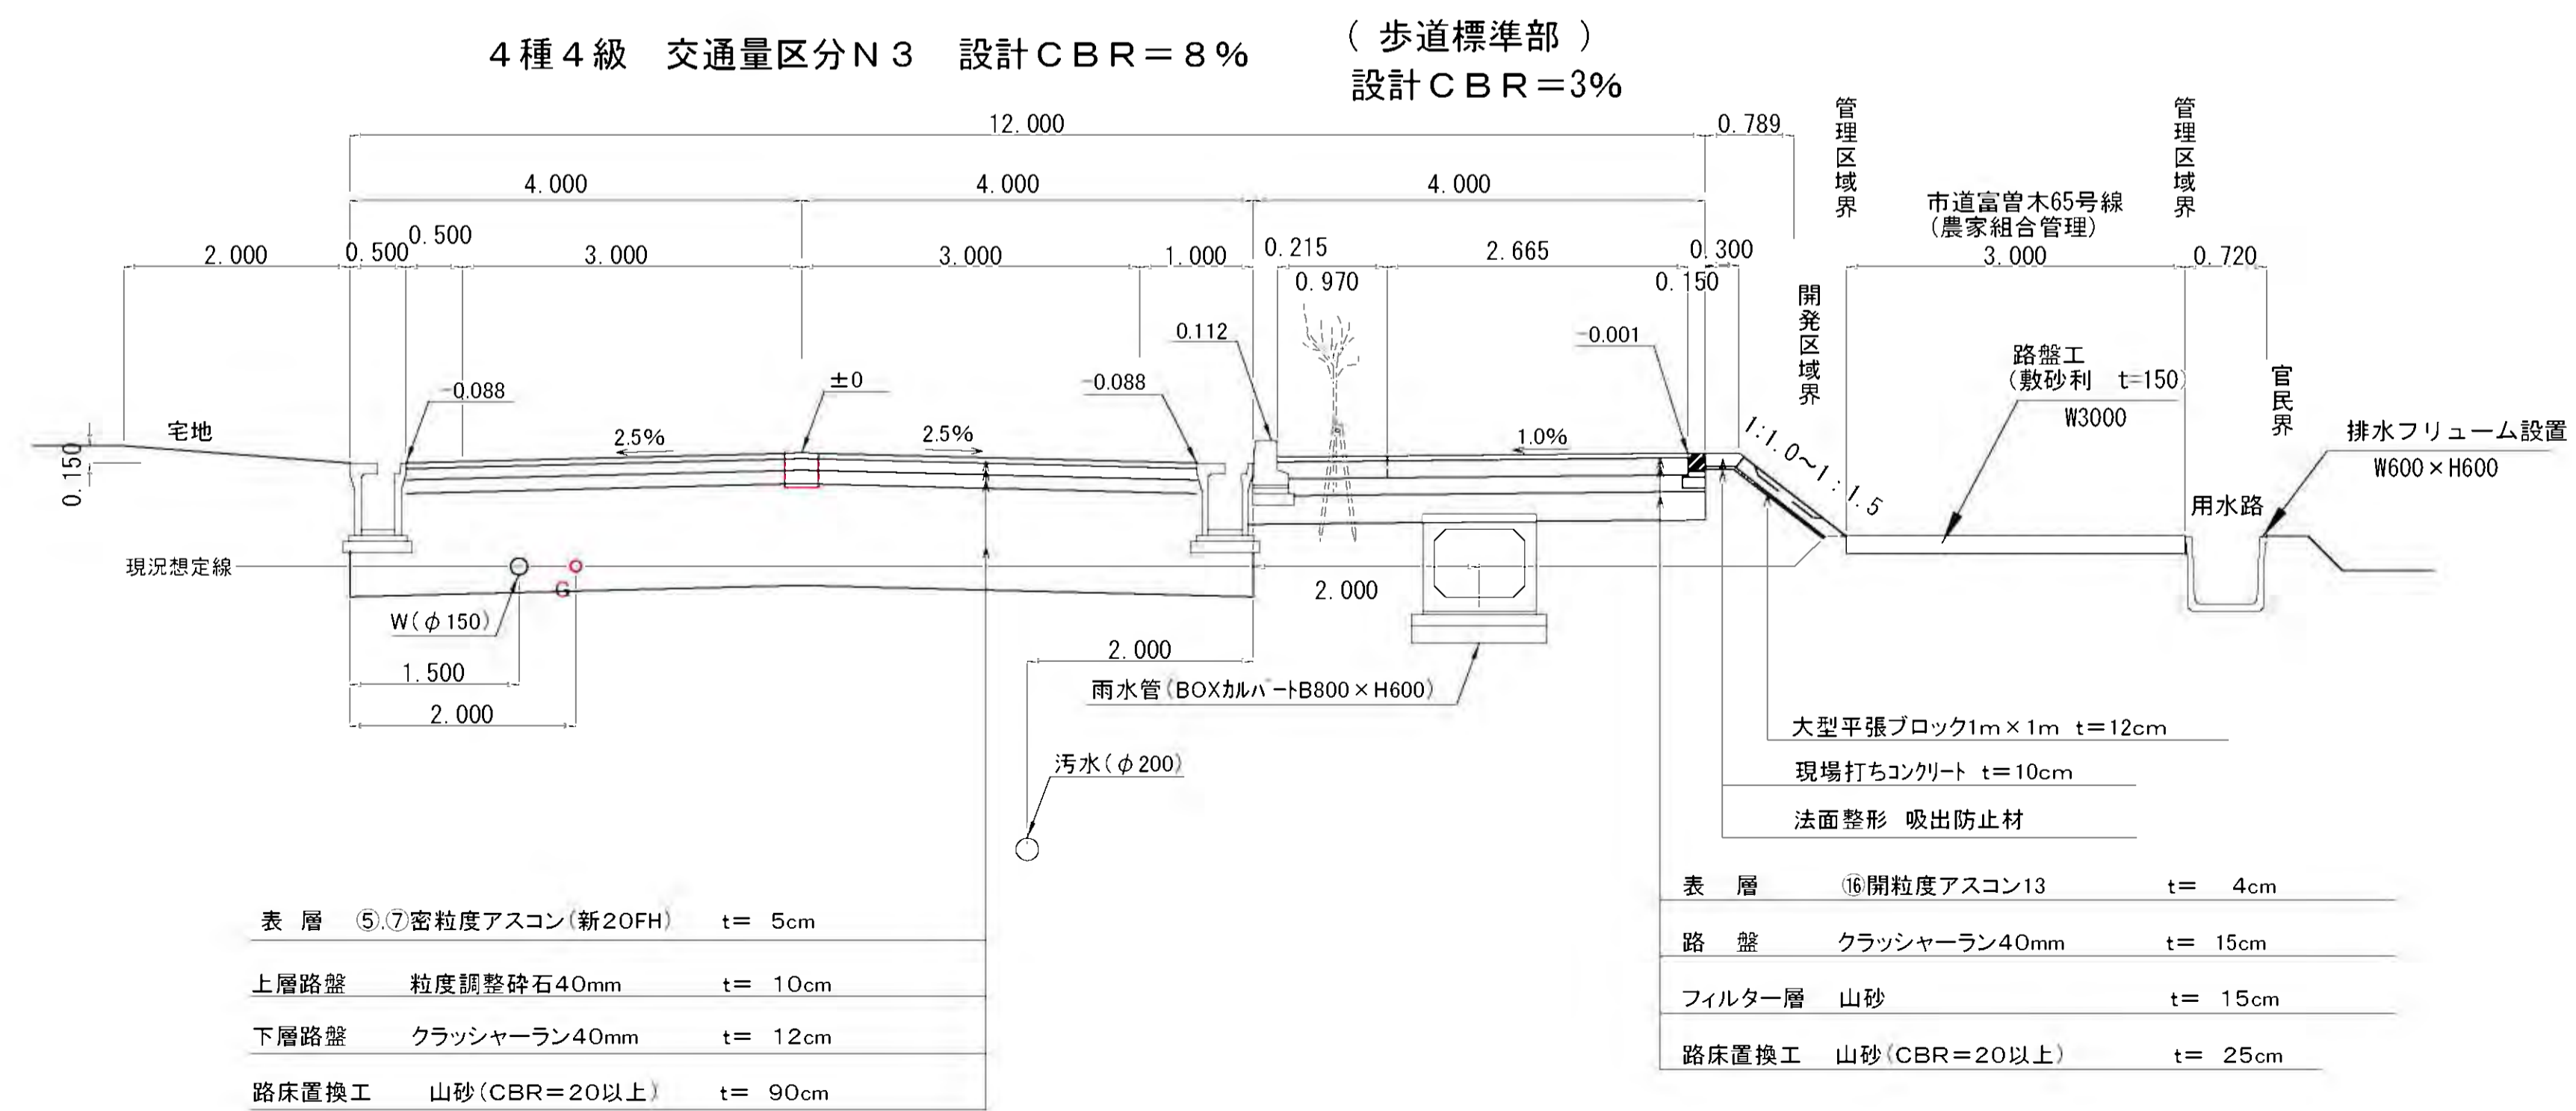 4種4級　交通量区分N3　設計CBR＝8%
（ 歩道標準部 ）
設計CBR＝3%
12.000
0.789
4.000
4.000
4.000
2.000
0.500
0.500
3.000
3.000
1.000
0.215
0.970
2.665
0.150
0.300
3.000
0.720
管理区域界
管理区域界
市道富曽木65号線
(農家組合管理)
開発区域界
官民界
0.112
-0.001
-0.088
±0
-0.088
路盤工
(敷砂利　t=150)
W3000
宅地
0.150
2.5%
2.5%
1.0%
1:1.0～1:1.5
排水フリューム設置
W600×H600
用水路
現況想定線
G
W(φ150)
2.000
1.500
2.000
2.000
雨水管(BOXカルバートB800×H600)
汚水(φ200)
大型平張ブロック1m×1m　t=12cm
現場打ちコンクリート　t=10cm
法面整形　吸出防止材
表　層　⑤.⑦密粒度アスコン(新20FH)　t=　5cm
上層路盤　粒度調整砕石40mm　t=　10cm
下層路盤　クラッシャーラン40mm　t=　12cm
路床置換工　山砂(CBR=20以上)　t=　90cm
表　層　⑯開粒度アスコン13　t=　4cm
路　盤　クラッシャーラン40mm　t=　15cm
フィルター層　山砂　t=　15cm
路床置換工　山砂(CBR=20以上)　t=　25cm